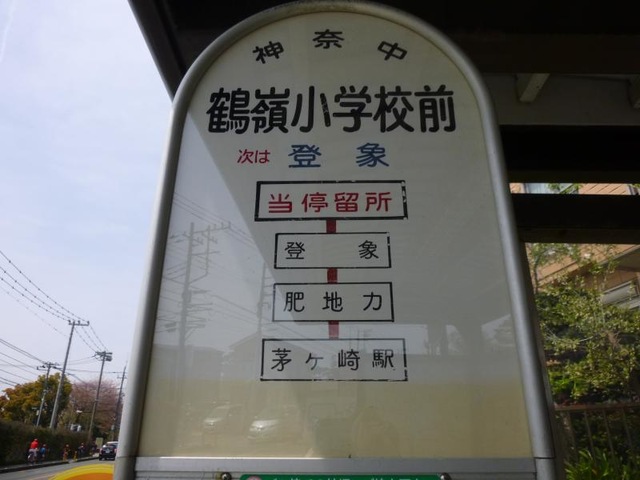 神奈中
鶴嶺小学校前
次は 登象
当停留所
登象
肥地力
茅ヶ崎駅